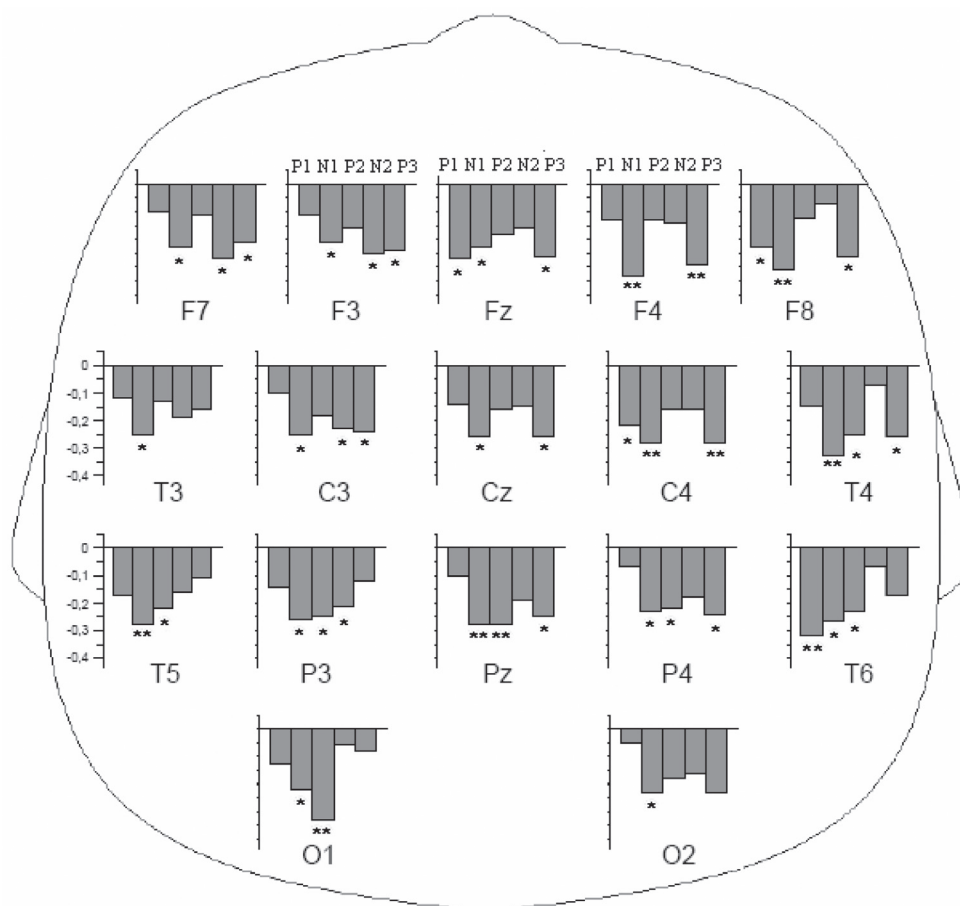 P1 N1 P2 N2 P3 P1 N1 P2 N2 P3 P1 N1 P2 N2 P3
* * * * * * * * * ** ** * ** *
F7 F3 Fz F4 F8
0
-0,1
-0,2
-0,3
-0,4
* * * * * * * ** ** ** * *
T3 C3 Cz C4 T4
0
-0,1
-0,2
-0,3
-0,4
** * * * * ** ** * * * * ** * *
T5 P3 Pz P4 T6
* ** *
O1 O2